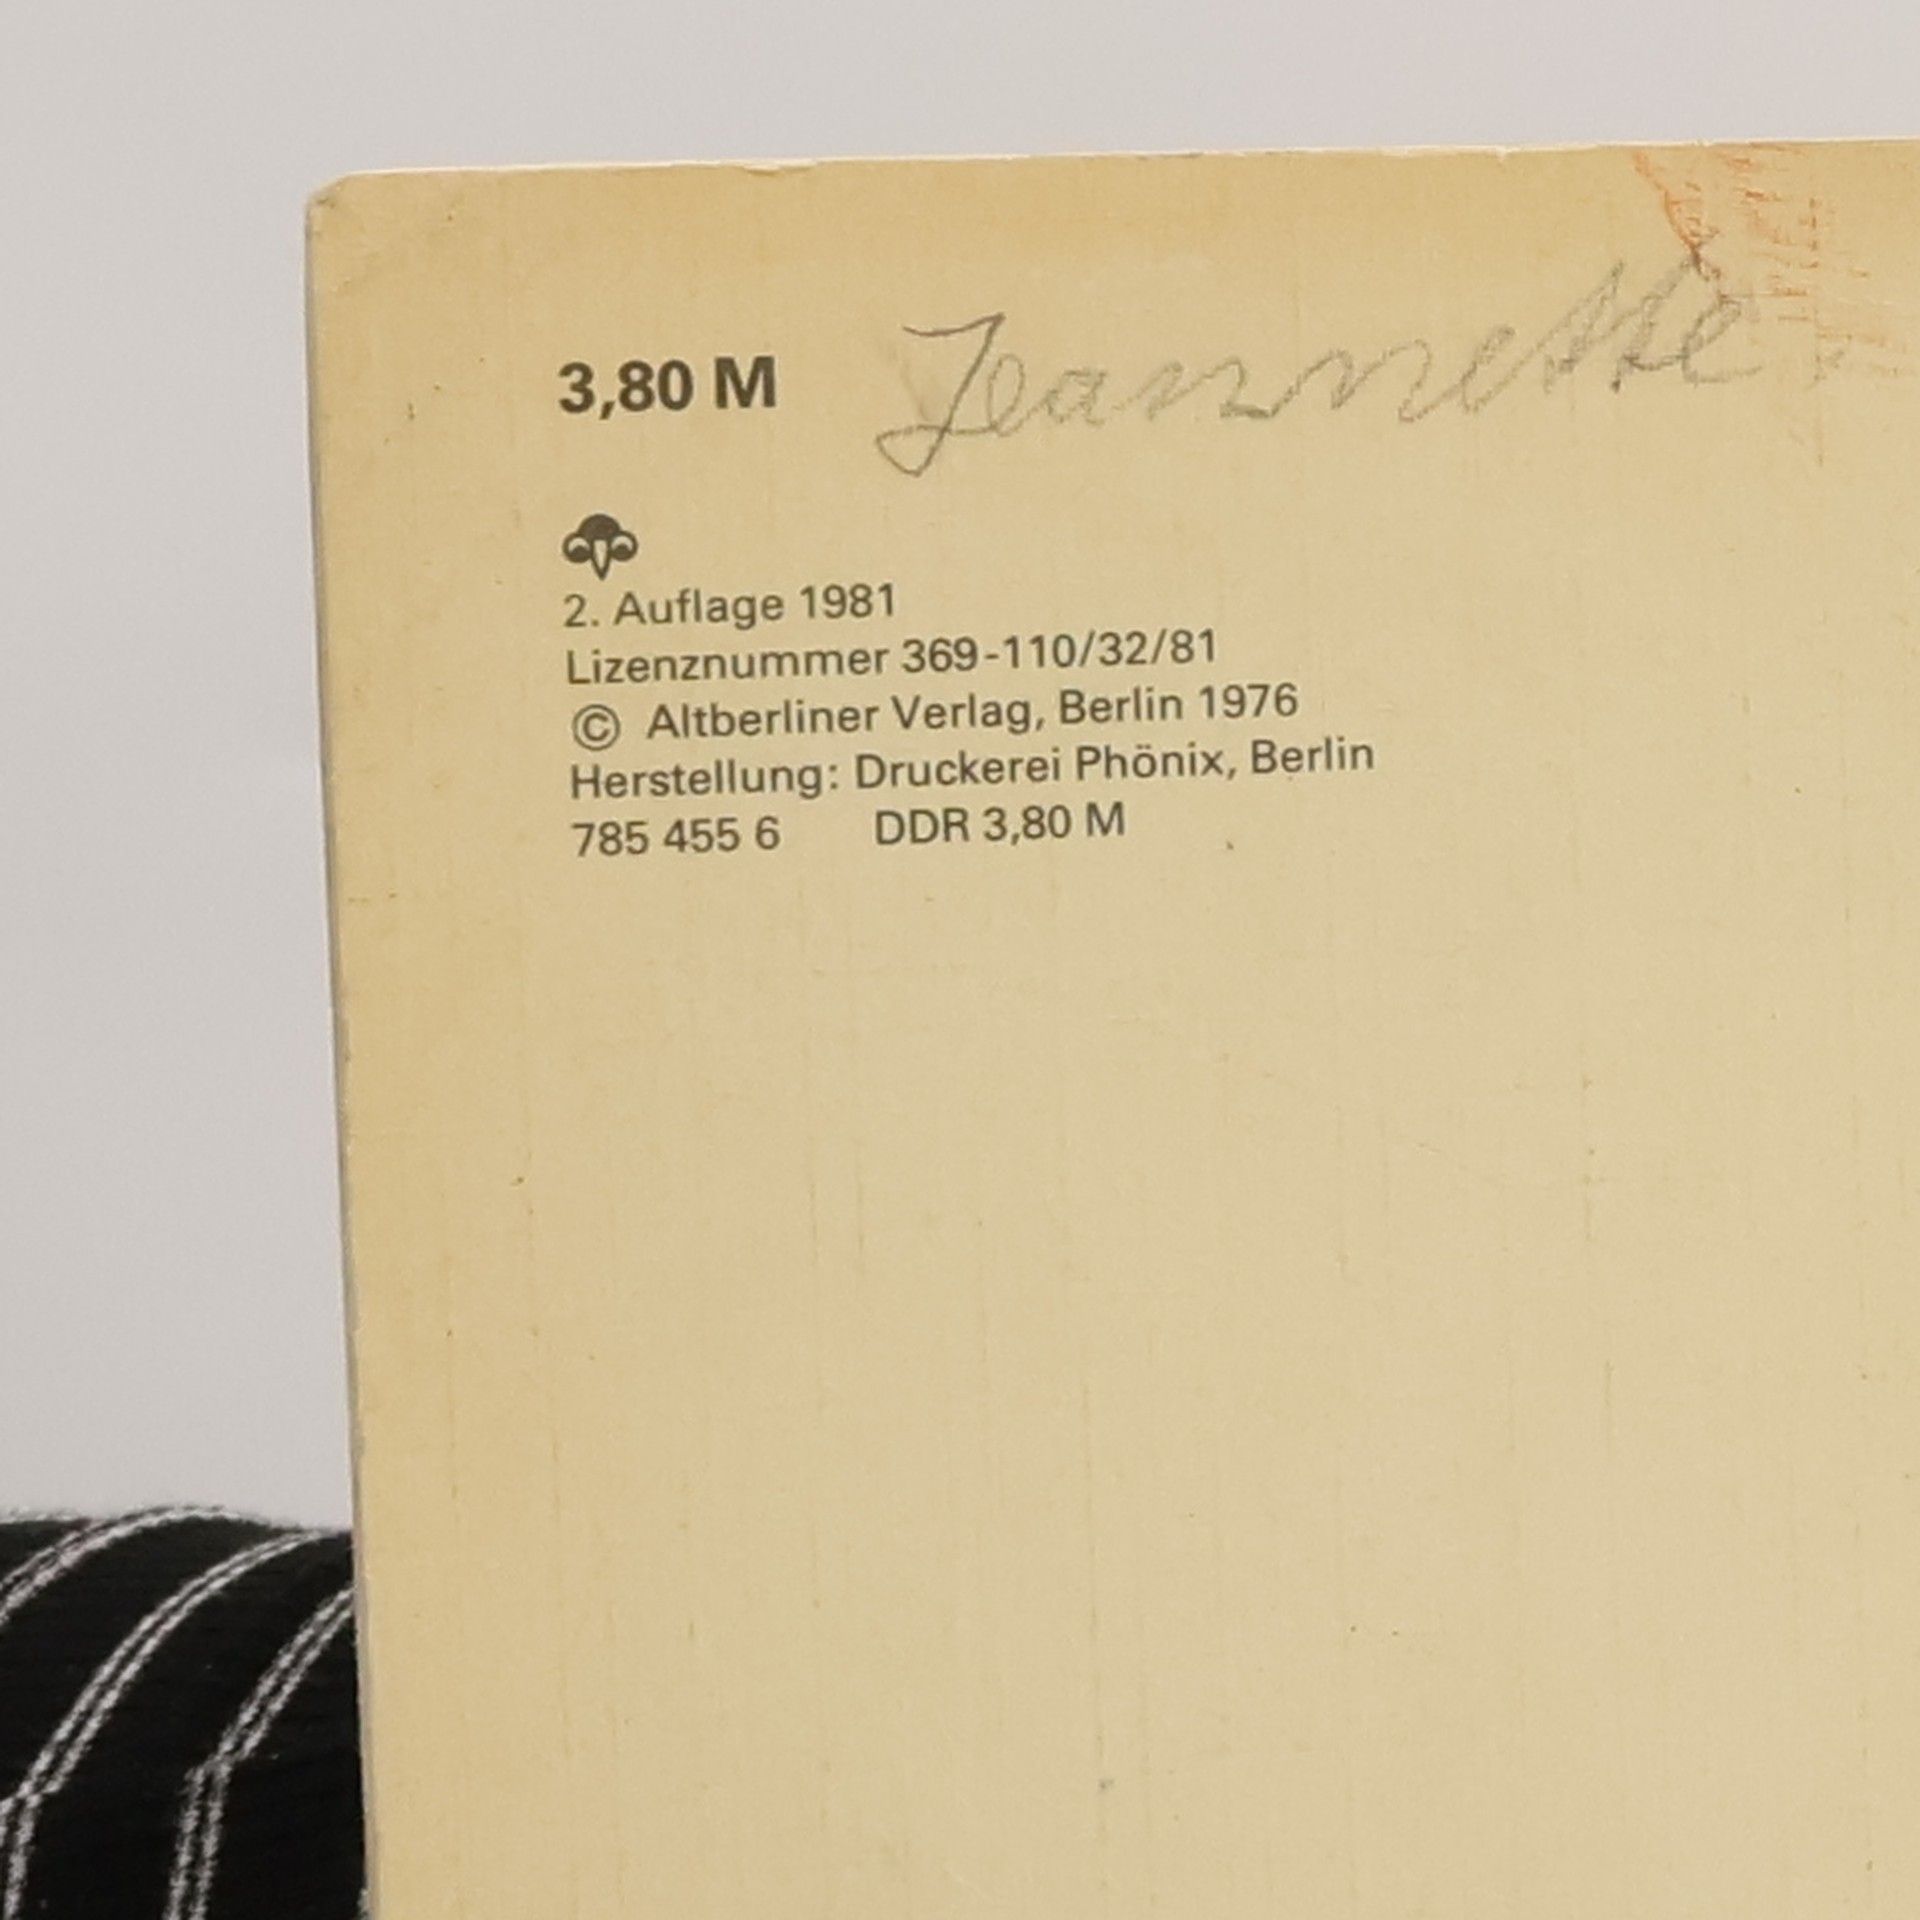 3,80 M Jeannette
2. Auflage 1981
Lizenznummer 369-110/32/81
© Altberliner Verlag, Berlin 1976
Herstellung: Druckerei Phönix, Berlin
785 455 6 DDR 3,80 M